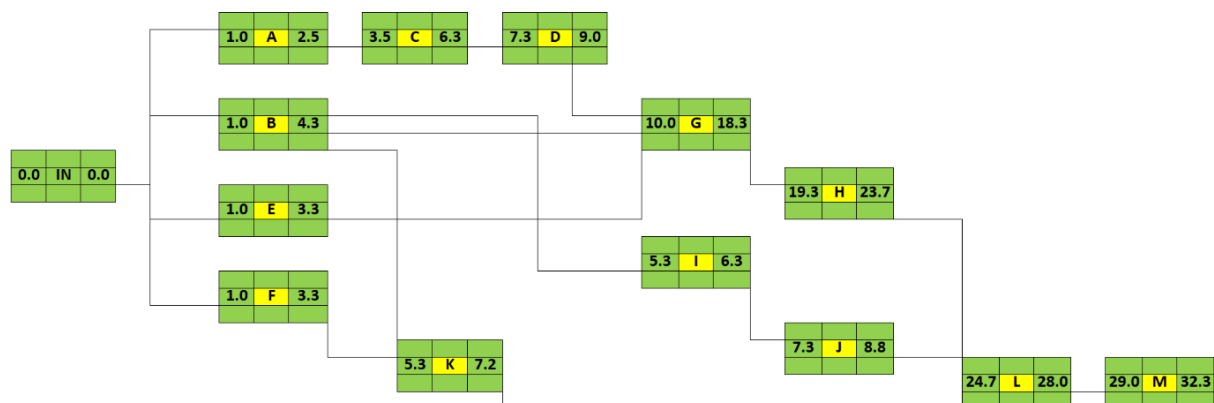 1.0 A 2.5
3.5 C 6.3
7.3 D 9.0
1.0 B 4.3
10.0 G 18.3
0.0 IN 0.0
19.3 H 23.7
1.0 E 3.3
5.3 I 6.3
1.0 F 3.3
7.3 J 8.8
5.3 K 7.2
24.7 L 28.0
29.0 M 32.3